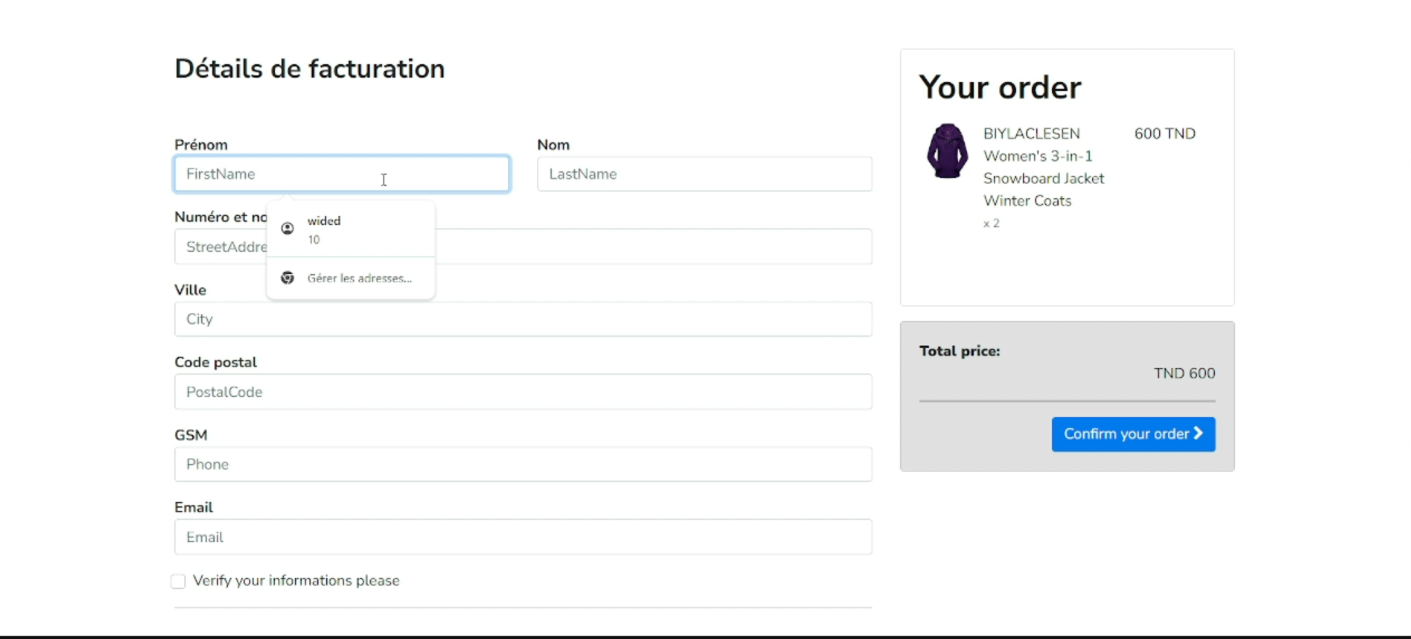 Détails de facturation
Prénom
Nom
FirstName
LastName
wided
10
Gérer les adresses...
Numéro et no
StreetAddre
Ville
City
Code postal
PostalCode
GSM
Phone
Email
Email
Verify your informations please
Your order
BIYLACLESEN 600 TND
Women's 3-in-1
Snowboard Jacket
Winter Coats
x 2
Total price:
TND 600
Confirm your order